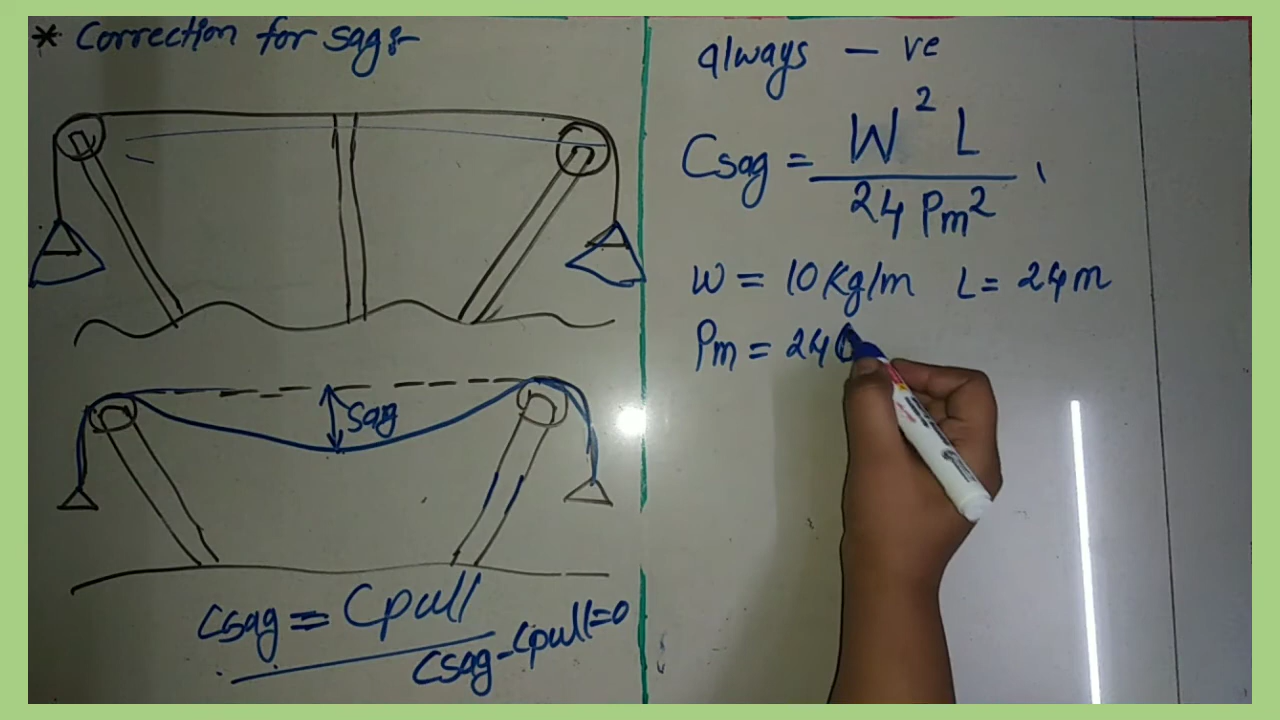 * Correction for sag:-
Sag
Csag = Cpull
Csag - Cpull = 0
always - ve
Csag = W² L / 24 Pm²
W = 10 Kg/m L = 24 m
Pm = 240